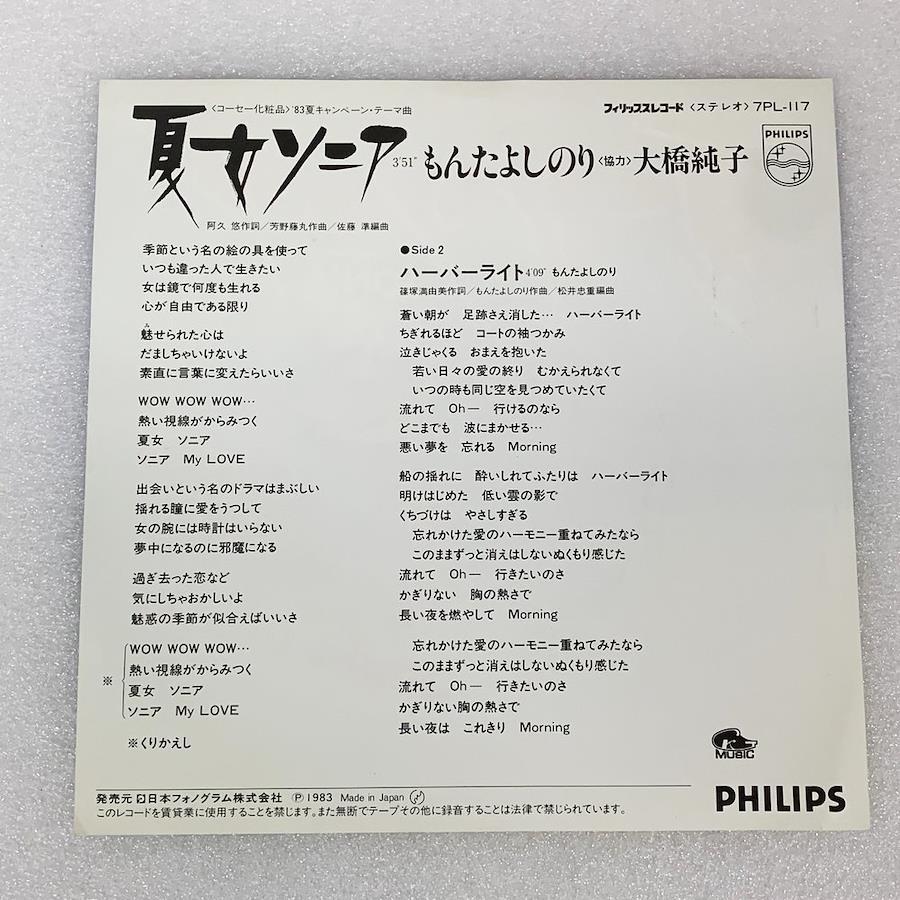 〈コーセー化粧品〉'83夏キャンペーン・テーマ曲
フィリップスレコード 〈ステレオ〉 7PL-117
夏女ソニア 3'51" もんたよしのり 〈協力〉 大橋純子
PHILIPS
阿久 悠作詞／芳野藤丸作曲／佐藤 準編曲
季節という名の絵の具を使って
いつも違った人で生きたい
女は鏡で何度も生れる
心が自由である限り
魅せられた心は
み
だましちゃいけないよ
素直に言葉に変えたらいいさ
WOW WOW WOW…
熱い視線がからみつく
夏女 ソニア
ソニア My LOVE
出会いという名のドラマはまぶしい
揺れる瞳に愛をうつして
女の腕には時計はいらない
夢中になるのに邪魔になる
過ぎ去った恋など
気にしちゃおかしいよ
魅惑の季節が似合えばいいさ
※
WOW WOW WOW…
熱い視線がからみつく
夏女 ソニア
ソニア My LOVE
※くりかえし
●Side 2
ハーバーライト 4'09" もんたよしのり
篠塚満由美作詞／もんたよしのり作曲／松井忠重編曲
蒼い朝が 足跡さえ消した… ハーバーライト
ちぎれるほど コートの袖つかみ
泣きじゃくる おまえを抱いた
若い日々の愛の終り むかえられなくて
いつの時も同じ空を見つめていたくて
流れて Oh— 行けるのなら
どこまでも 波にまかせる…
悪い夢を 忘れる Morning
船の揺れに 酔いしれてふたりは ハーバーライト
明けはじめた 低い雲の影で
くちづけは やさしすぎる
忘れかけた愛のハーモニー重ねてみたなら
このままずっと消えはしないぬくもり感じた
流れて Oh— 行きたいのさ
かぎりない 胸の熱さで
長い夜を燃やして Morning
忘れかけた愛のハーモニー重ねてみたなら
このままずっと消えはしないぬくもり感じた
流れて Oh— 行きたいのさ
かぎりない胸の熱さで
長い夜は これきり Morning
MUSIC
発売元 日本フォノグラム株式会社 Ⓟ1983 Made in Japan
このレコードを賃貸業に使用することを禁じます。また無断でテープその他に録音することは法律で禁じられています。
PHILIPS